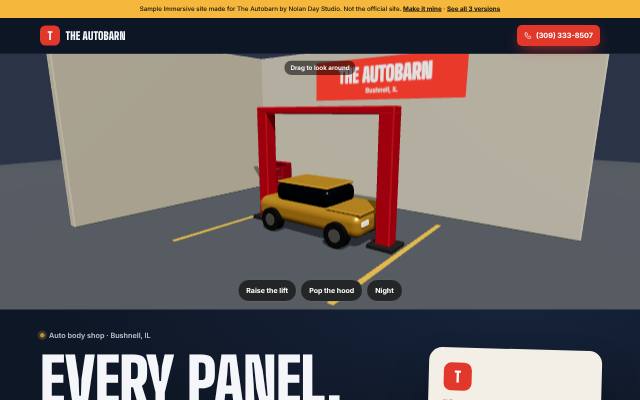 Sample Immersive site made for The Autobarn by Nolan Day Studio. Not the official site. Make it mine · See all 3 versions
T THE AUTOBARN
(309) 333-8507
Drag to look around
THE AUTOBARN
Bushnell, IL
Raise the lift
Pop the hood
Night
Auto body shop · Bushnell, IL
EVERY PANEL.
T